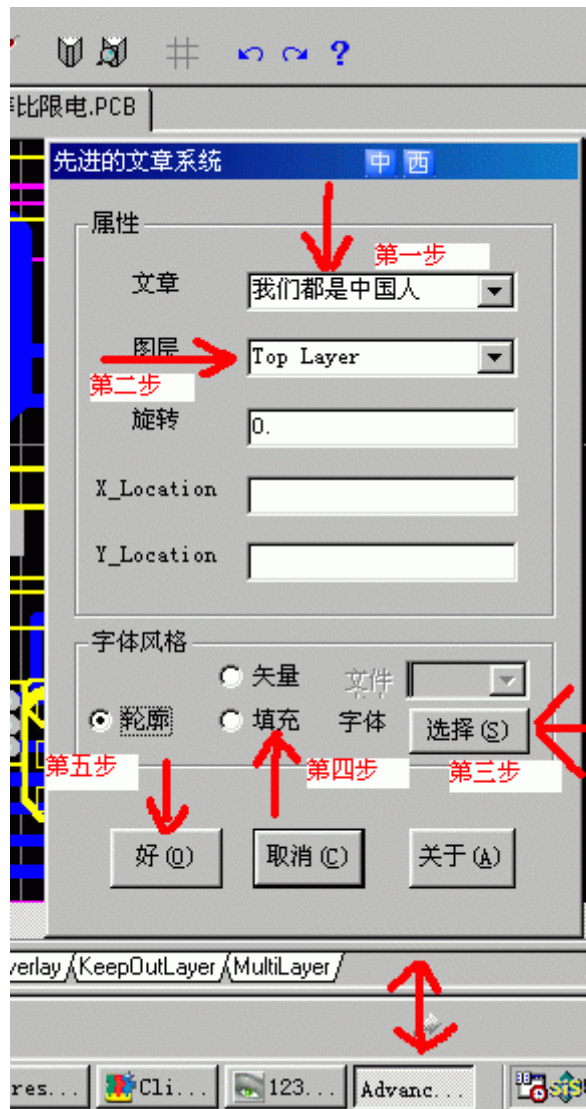 ?
比限电.PCB
先进的文章系统 中 西
属性
第一步
文章 我们都是中国人
图层 Top Layer
第二步
旋转 0.
X_Location
Y_Location
字体风格
矢量 文件
轮廓 填充 字体 选择(S)
第五步 第四步 第三步
好(O) 取消(C) 关于(A)
verlay KeepOutLayer MultiLayer
res... Cli... 123... Advanc...